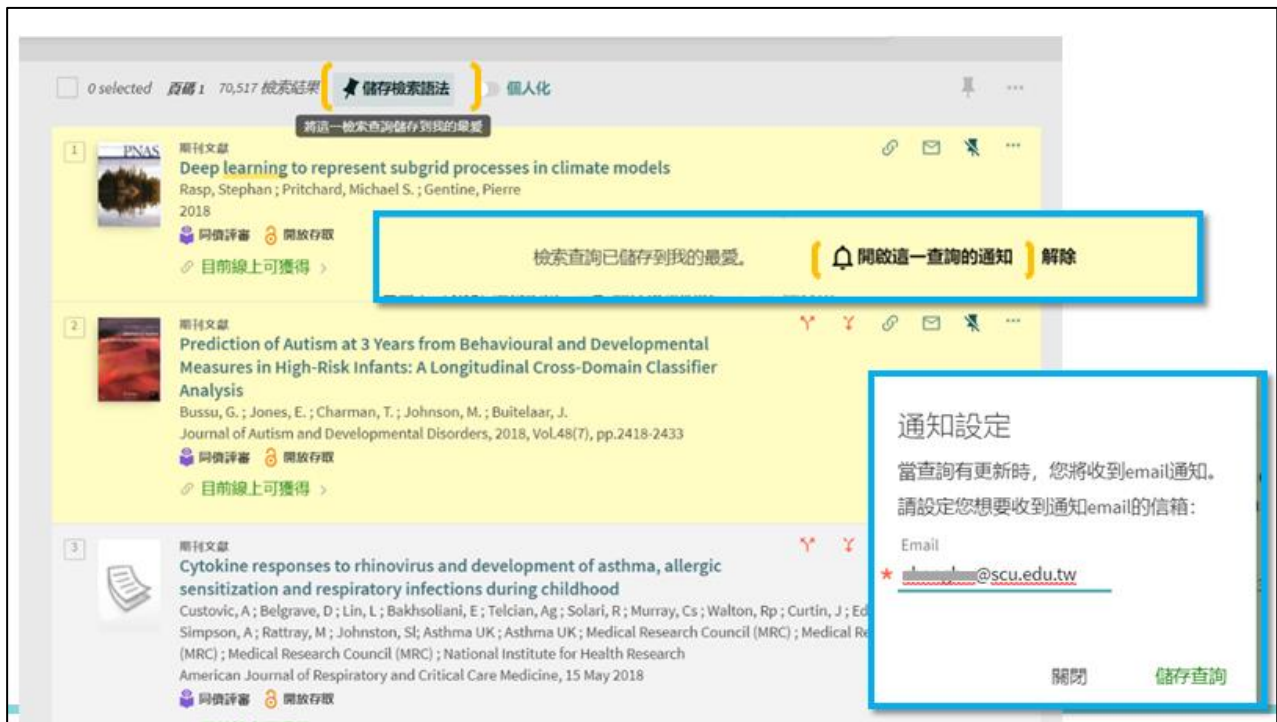 0 selected 頁碼 1 70,517 檢索結果 儲存檢索語法 個人化
將這一檢索查詢儲存到我的最愛
1
PNAS
期刊文獻
Deep learning to represent subgrid processes in climate models
Rasp, Stephan ; Pritchard, Michael S. ; Gentine, Pierre
2018
同儕評審 開放存取
目前線上可獲得
檢索查詢已儲存到我的最愛。 開啟這一查詢的通知 解除
2
期刊文獻
Prediction of Autism at 3 Years from Behavioural and Developmental
Measures in High-Risk Infants: A Longitudinal Cross-Domain Classifier
Analysis
Bussu, G. ; Jones, E. ; Charman, T. ; Johnson, M. ; Buitelaar, J.
Journal of Autism and Developmental Disorders, 2018, Vol.48(7), pp.2418-2433
同儕評審 開放存取
目前線上可獲得
3
期刊文獻
Cytokine responses to rhinovirus and development of asthma, allergic
sensitization and respiratory infections during childhood
Custovic, A ; Belgrave, D ; Lin, L ; Bakhsoliani, E ; Telcian, Ag ; Solari, R ; Murray, Cs ; Walton, Rp ; Curtin, J ; Ed
Simpson, A ; Rattray, M ; Johnston, Sl; Asthma UK ; Asthma UK ; Medical Research Council (MRC) ; Medical Re
(MRC) ; Medical Research Council (MRC) ; National Institute for Health Research
American Journal of Respiratory and Critical Care Medicine, 15 May 2018
同儕評審 開放存取
通知設定
當查詢有更新時，您將收到email通知。
請設定您想要收到通知email的信箱：
Email
* @scu.edu.tw
關閉 儲存查詢